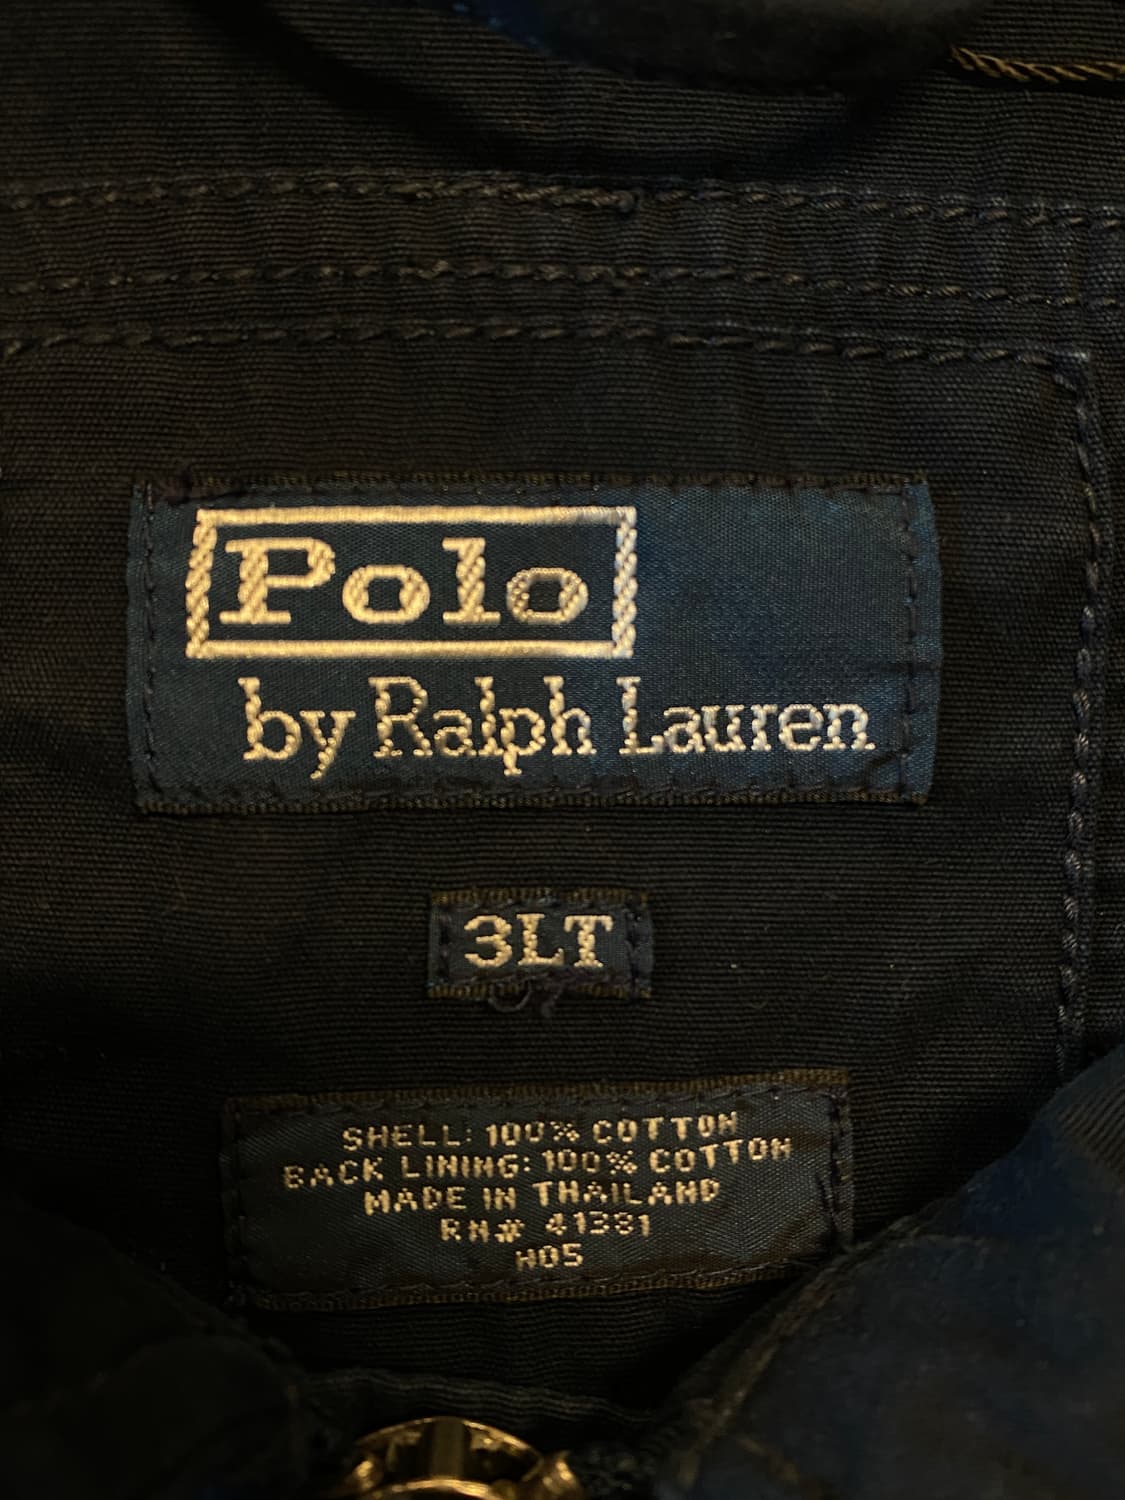 Polo
by Ralph Lauren
3LT
SHELL: 100% COTTON
BACK LINING: 100% COTTON
MADE IN THAILAND
RN# 41381
H05